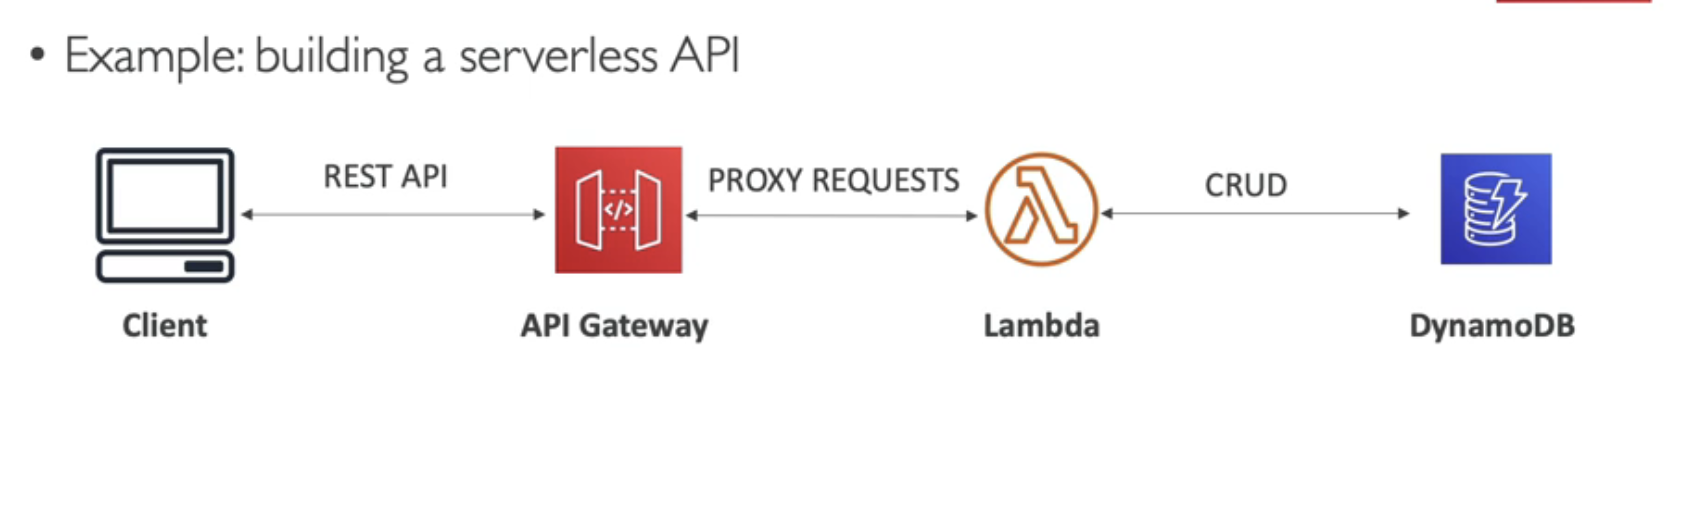 • Example: building a serverless API
REST API
PROXY REQUESTS
CRUD
</>
Client
API Gateway
Lambda
DynamoDB